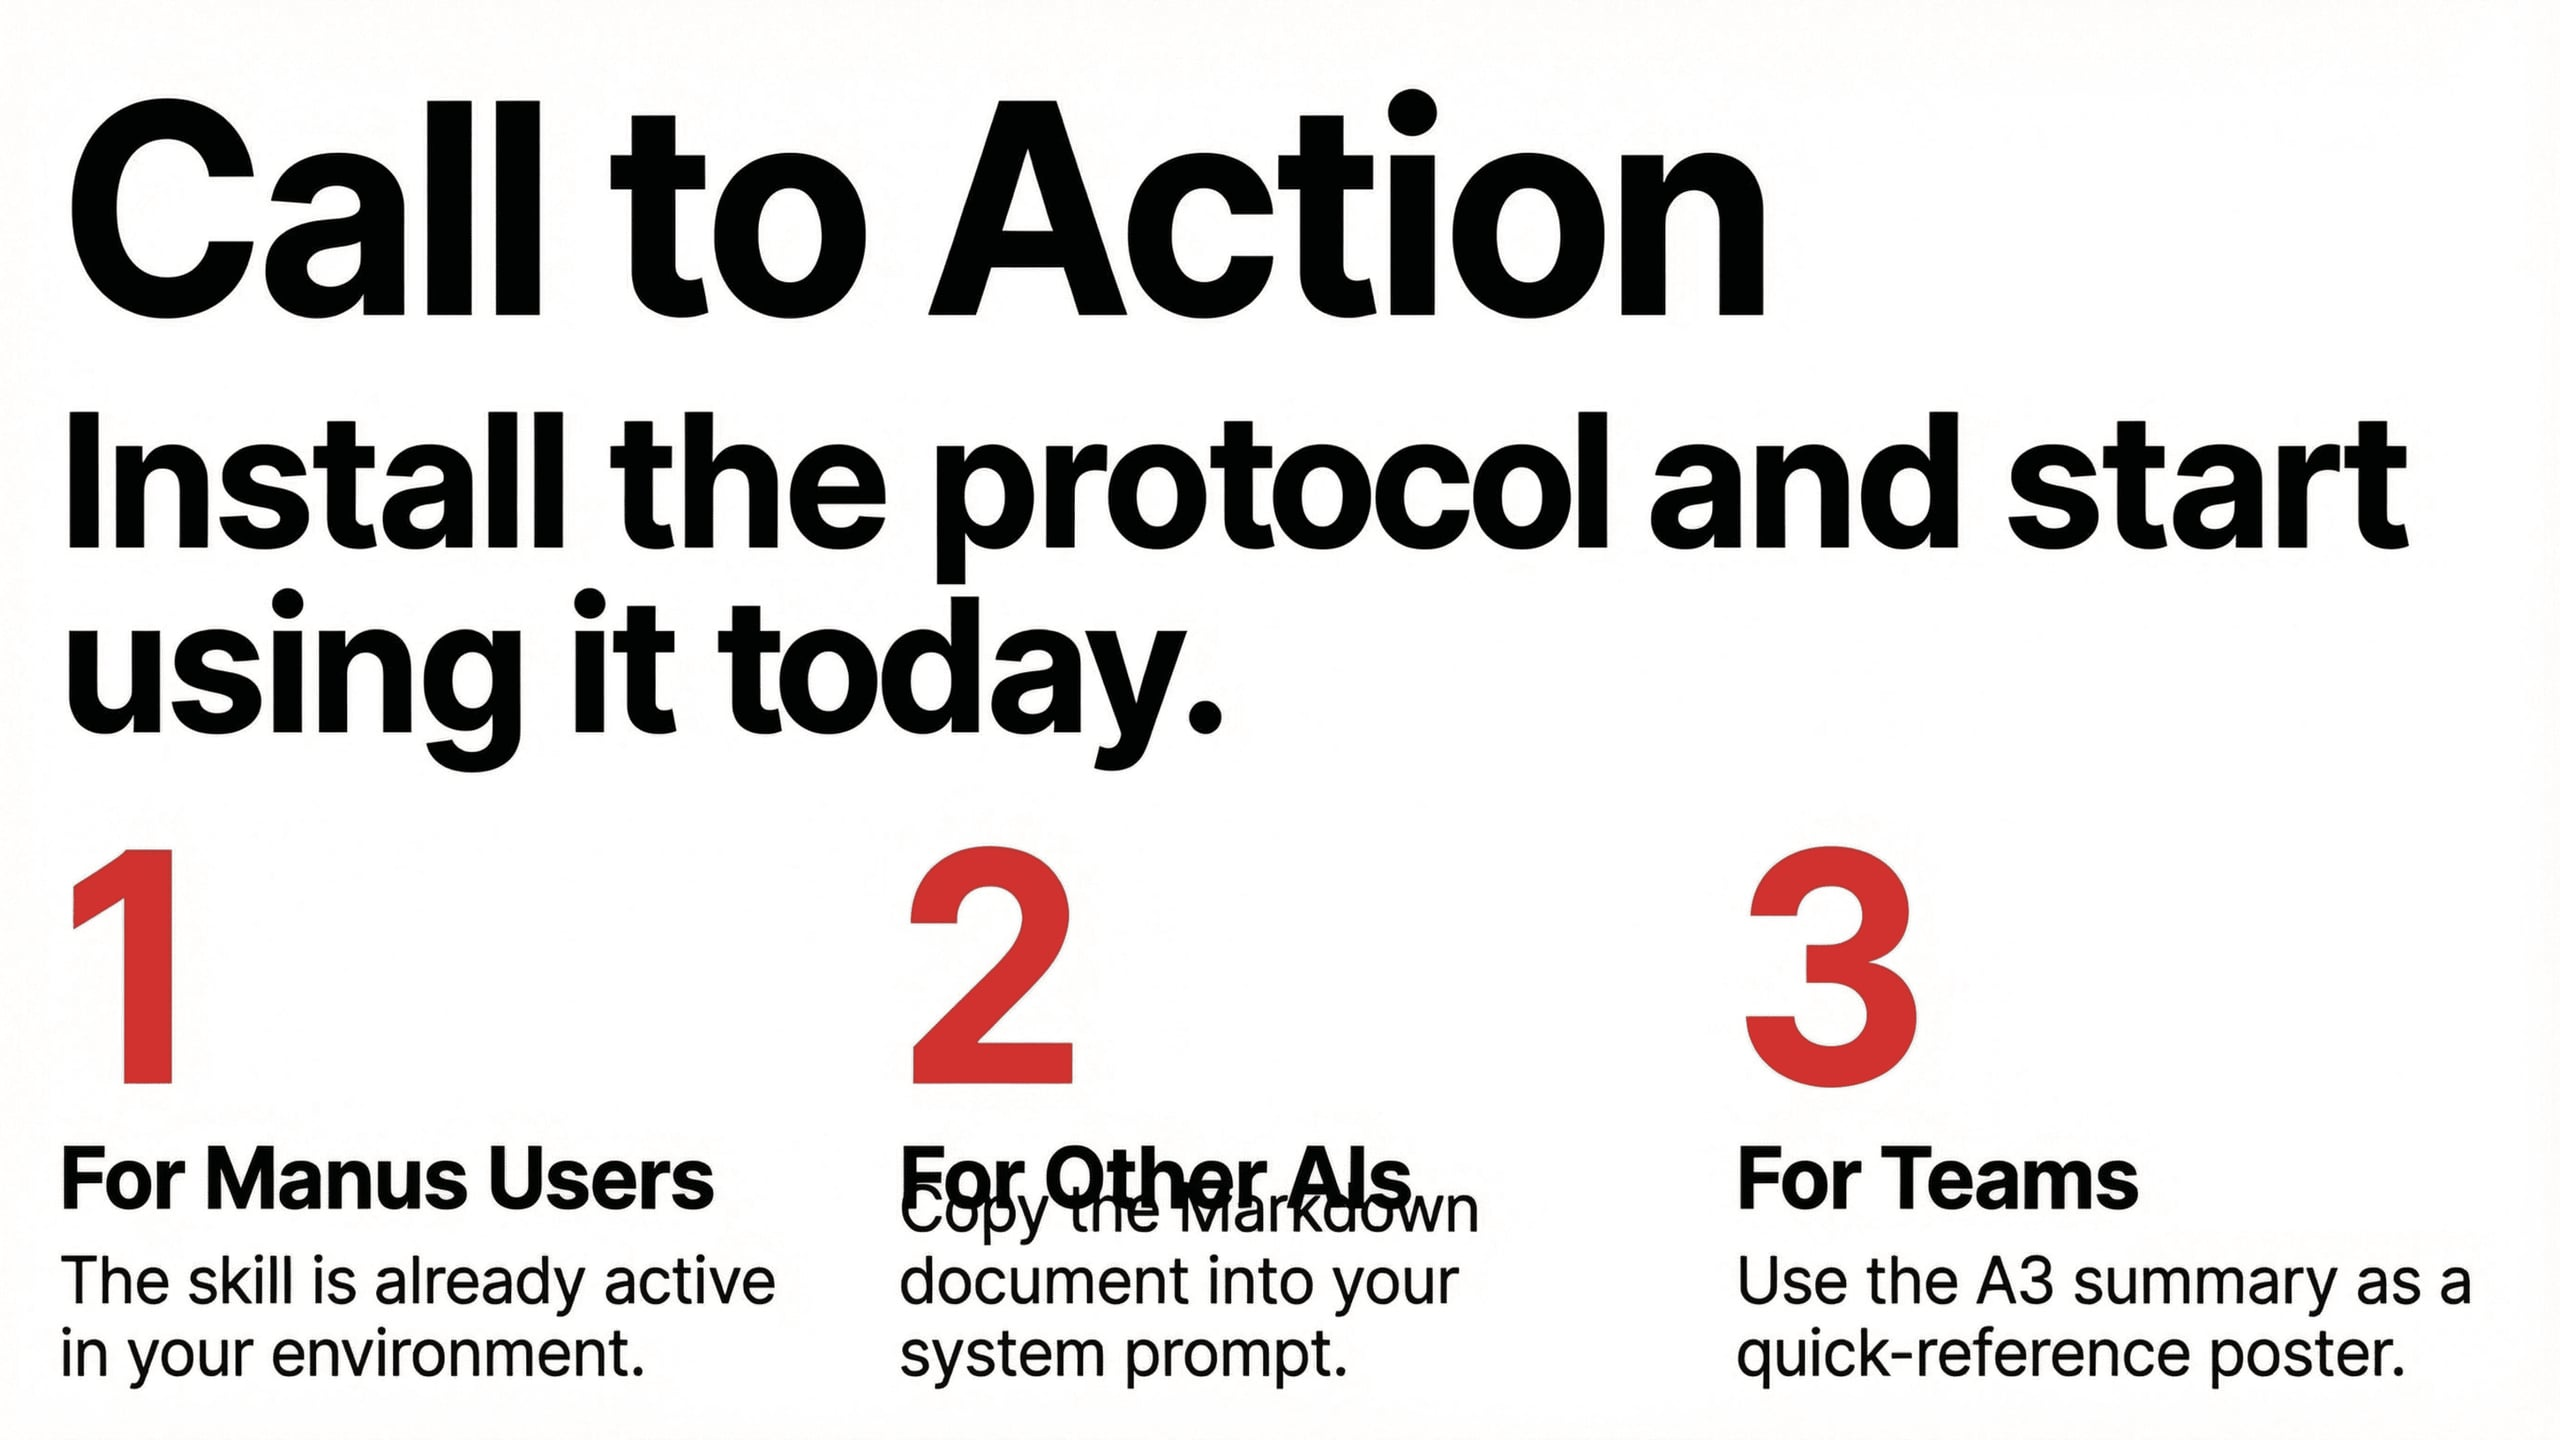 Call to Action
Install the protocol and start
using it today.
1
For Manus Users
The skill is already active
in your environment.
2
For Other AIs
Copy the Markdown
document into your
system prompt.
3
For Teams
Use the A3 summary as a
quick-reference poster.